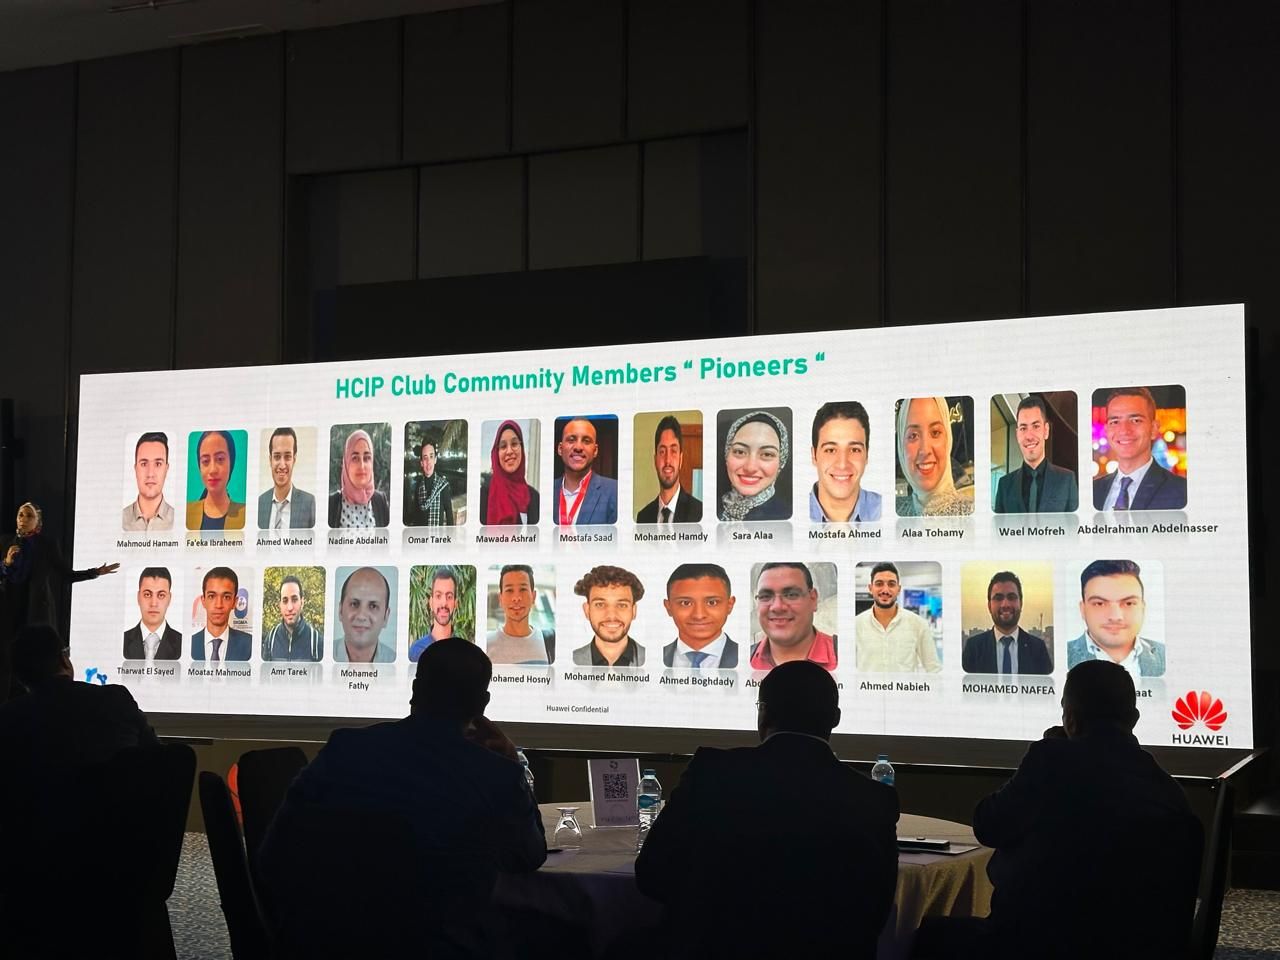 HCIP Club Community Members “ Pioneers “
Mahmoud Hamam
Fa'eka Ibraheem
Ahmed Waheed
Nadine Abdallah
Omar Tarek
Mawada Ashraf
Mostafa Saad
Mohamed Hamdy
Sara Alaa
Mostafa Ahmed
Alaa Tohamy
Wael Mofreh
Abdelrahman Abdelnasser
Tharwat El Sayed
Moataz Mahmoud
Amr Tarek
Mohamed
Fathy
Hosny
Mohamed Mahmoud
Ahmed Boghdady
Ahmed Nabieh
MOHAMED NAFEA
Huawei Confidential
HUAWEI